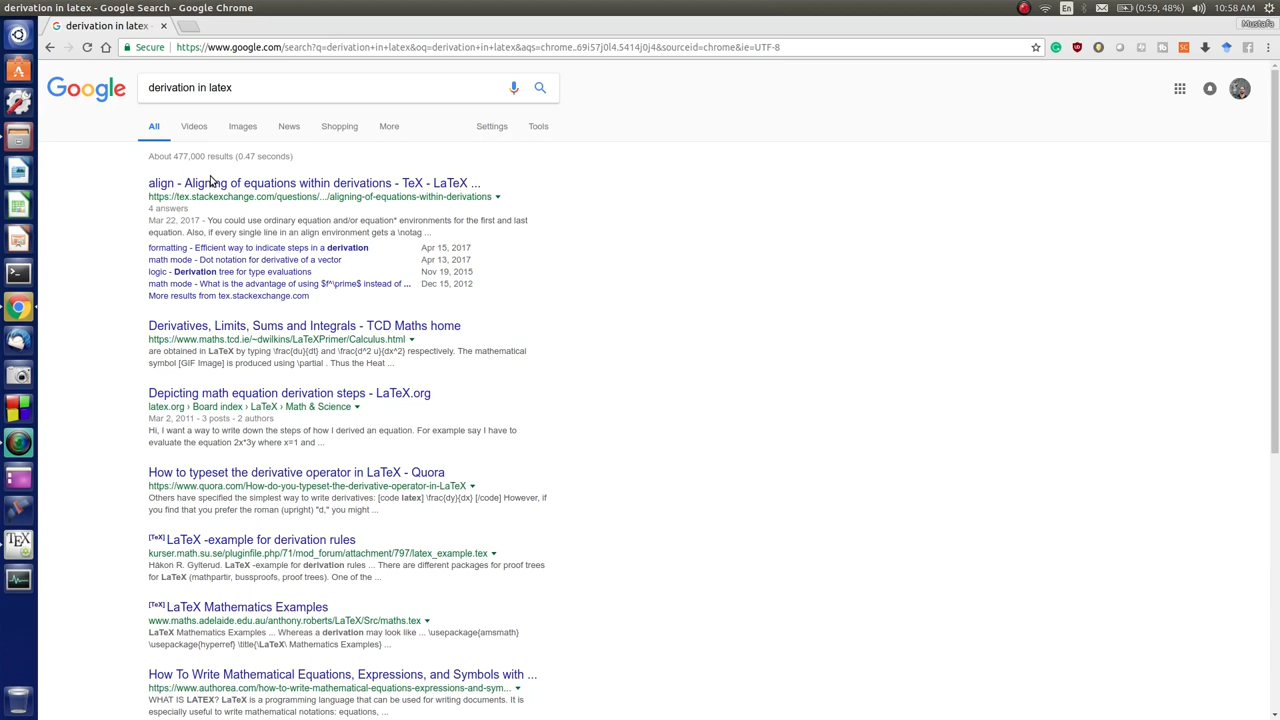 derivation in latex - Google Search - Google Chrome
En
10:58 AM
derivation in latex -
Mustafa
Secure
https://www.google.com/search?q=derivation+in+latex&oq=derivation+in+latex&aqs=chrome..69i57j0l4.5414j0j4&sourceid=chrome&ie=UTF-8
Google
derivation in latex
All Videos Images News Shopping More Settings Tools
About 477,000 results (0.47 seconds)
align - Aligning of equations within derivations - TeX - LaTeX ...
https://tex.stackexchange.com/questions/.../aligning-of-equations-within-derivations
4 answers
Mar 22, 2017 - You could use ordinary equation and/or equation* environments for the first and last
equation. Also, if every single line in an align environment gets a \notag ...
formatting - Efficient way to indicate steps in a derivation Apr 15, 2017
math mode - Dot notation for derivative of a vector Apr 13, 2017
logic - Derivation tree for type evaluations Nov 19, 2015
math mode - What is the advantage of using $f^\prime$ instead of ... Dec 15, 2012
More results from tex.stackexchange.com
Derivatives, Limits, Sums and Integrals - TCD Maths home
https://www.maths.tcd.ie/~dwilkins/LaTeXPrimer/Calculus.html
are obtained in LaTeX by typing \frac{du}{dt} and \frac{d^2 u}{dx^2} respectively. The mathematical
symbol [GIF Image] is produced using \partial . Thus the Heat ...
Depicting math equation derivation steps - LaTeX.org
latex.org › Board index › LaTeX › Math & Science
Mar 2, 2011 - 3 posts - 2 authors
Hi, I want a way to write down the steps of how I derived an equation. For example say I have to
evaluate the equation 2x*3y where x=1 and ...
How to typeset the derivative operator in LaTeX - Quora
https://www.quora.com/How-do-you-typeset-the-derivative-operator-in-LaTeX
Others have specified the simplest way to write derivatives: [code latex] \frac{dy}{dx} [/code] However, if
you find that you prefer the roman (upright) "d," you might ...
[TeX] LaTeX -example for derivation rules
kurser.math.su.se/pluginfile.php/71/mod_forum/attachment/797/latex_example.tex
Håkon R. Gylterud. LaTeX -example for derivation rules ... There are different packages for proof trees
for LaTeX (mathpartir, bussproofs, proof trees). One of the ...
[TeX] LaTeX Mathematics Examples
www.maths.adelaide.edu.au/anthony.roberts/LaTeX/Src/maths.tex
LaTeX Mathematics Examples ... Whereas a derivation may look like ... \usepackage{amsmath}
\usepackage{hyperref} \title{\LaTeX\ Mathematics Examples} ...
How To Write Mathematical Equations, Expressions, and Symbols with ...
https://www.authorea.com/how-to-write-mathematical-equations-expressions-and-sym...
WHAT IS LATEX? LaTeX is a programming language that can be used for writing documents. It is
especially useful to write mathematical notations: equations, ...
TEX